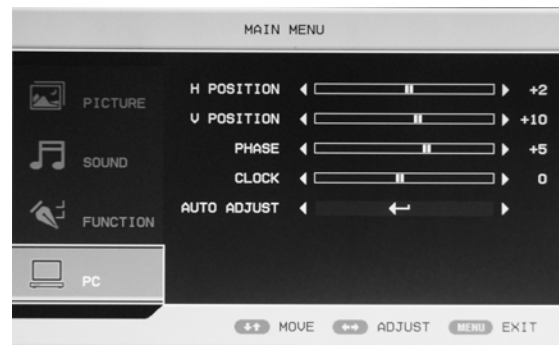 MAIN MENU
PICTURE
SOUND
FUNCTION
PC
H POSITION +2
V POSITION +10
PHASE +5
CLOCK 0
AUTO ADJUST
MOVE ADJUST MENU EXIT